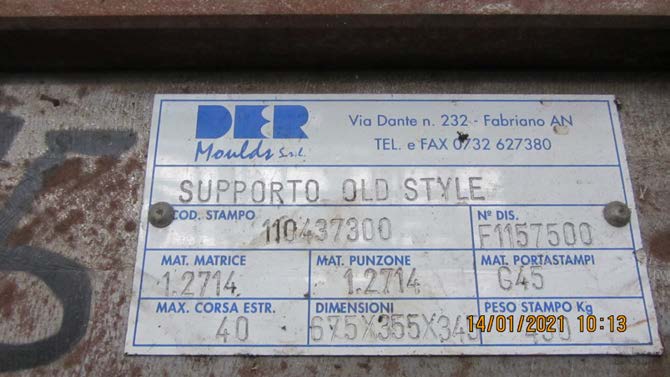 DER
Moulds s.r.l.
Via Dante n. 232 - Fabriano AN
TEL. e FAX 0732 627380
SUPPORTO OLD STYLE
COD. STAMPO
110437300
N° DIS.
F1157500
MAT. MATRICE
1.2714
MAT. PUNZONE
1.2714
MAT. PORTASTAMPI
G45
MAX. CORSA ESTR.
40
DIMENSIONI
PESO STAMPO Kg
14/01/2021 10:13